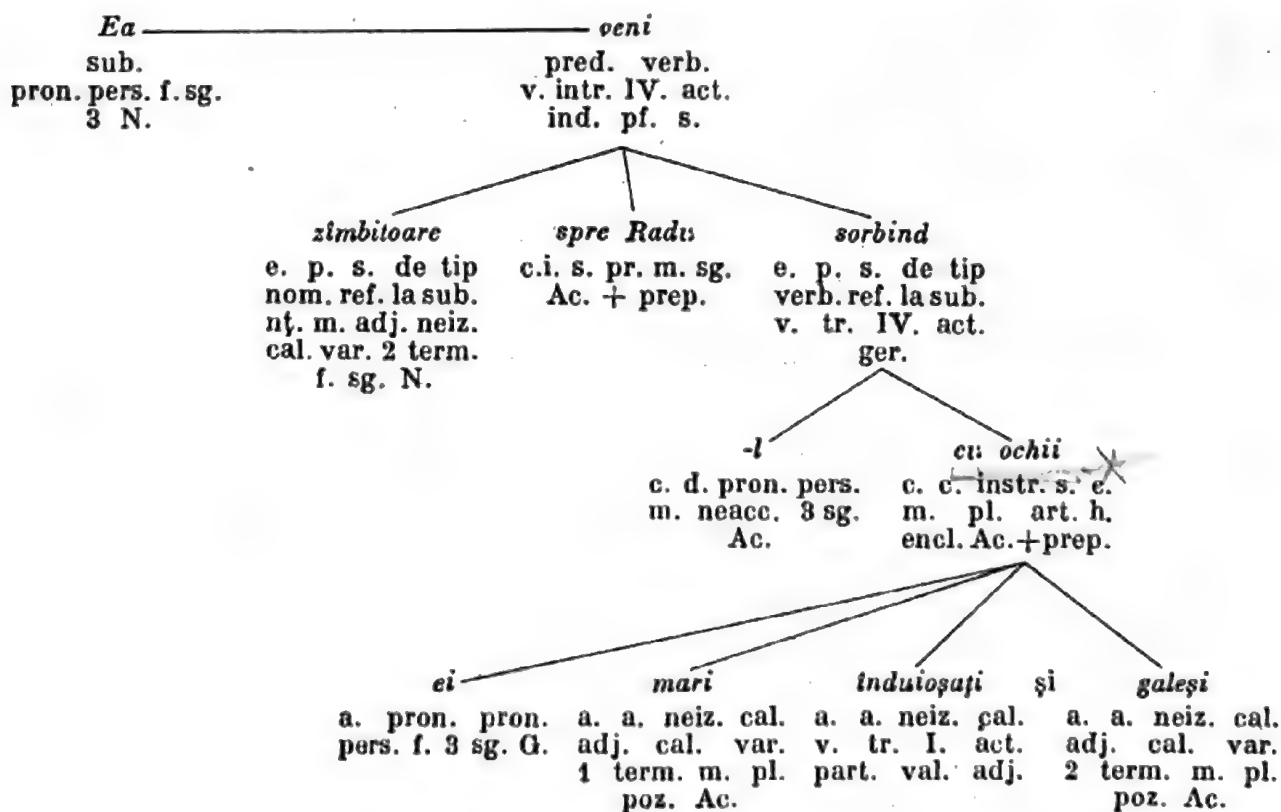 Ea
sub.
pron. pers. f. sg.
3 N.
veni
pred. verb.
v. intr. IV. act.
ind. pf. s.
zîmbitoare
e. p. s. de tip
nom. ref. la sub.
nţ. m. adj. neiz.
cal. var. 2 term.
f. sg. N.
spre Radu
c.i. s. pr. m. sg.
Ac. + prep.
sorbind
e. p. s. de tip
verb. ref. la sub.
v. tr. IV. act.
ger.
-l
c. d. pron. pers.
m. neacc. 3 sg.
Ac.
cu ochii
c. c. instr. s. c.
m. pl. art. h.
encl. Ac.+prep.
ei
a. pron. pron.
pers. f. 3 sg. G.
mari
a. a. neiz. cal.
adj. cal. var.
1 term. m. pl.
poz. Ac.
înduioşaţi
a. a. neiz. cal.
v. tr. I. act.
part. val. adj.
şi
galeşi
a. a. neiz. cal.
adj. cal. var.
2 term. m. pl.
poz. Ac.